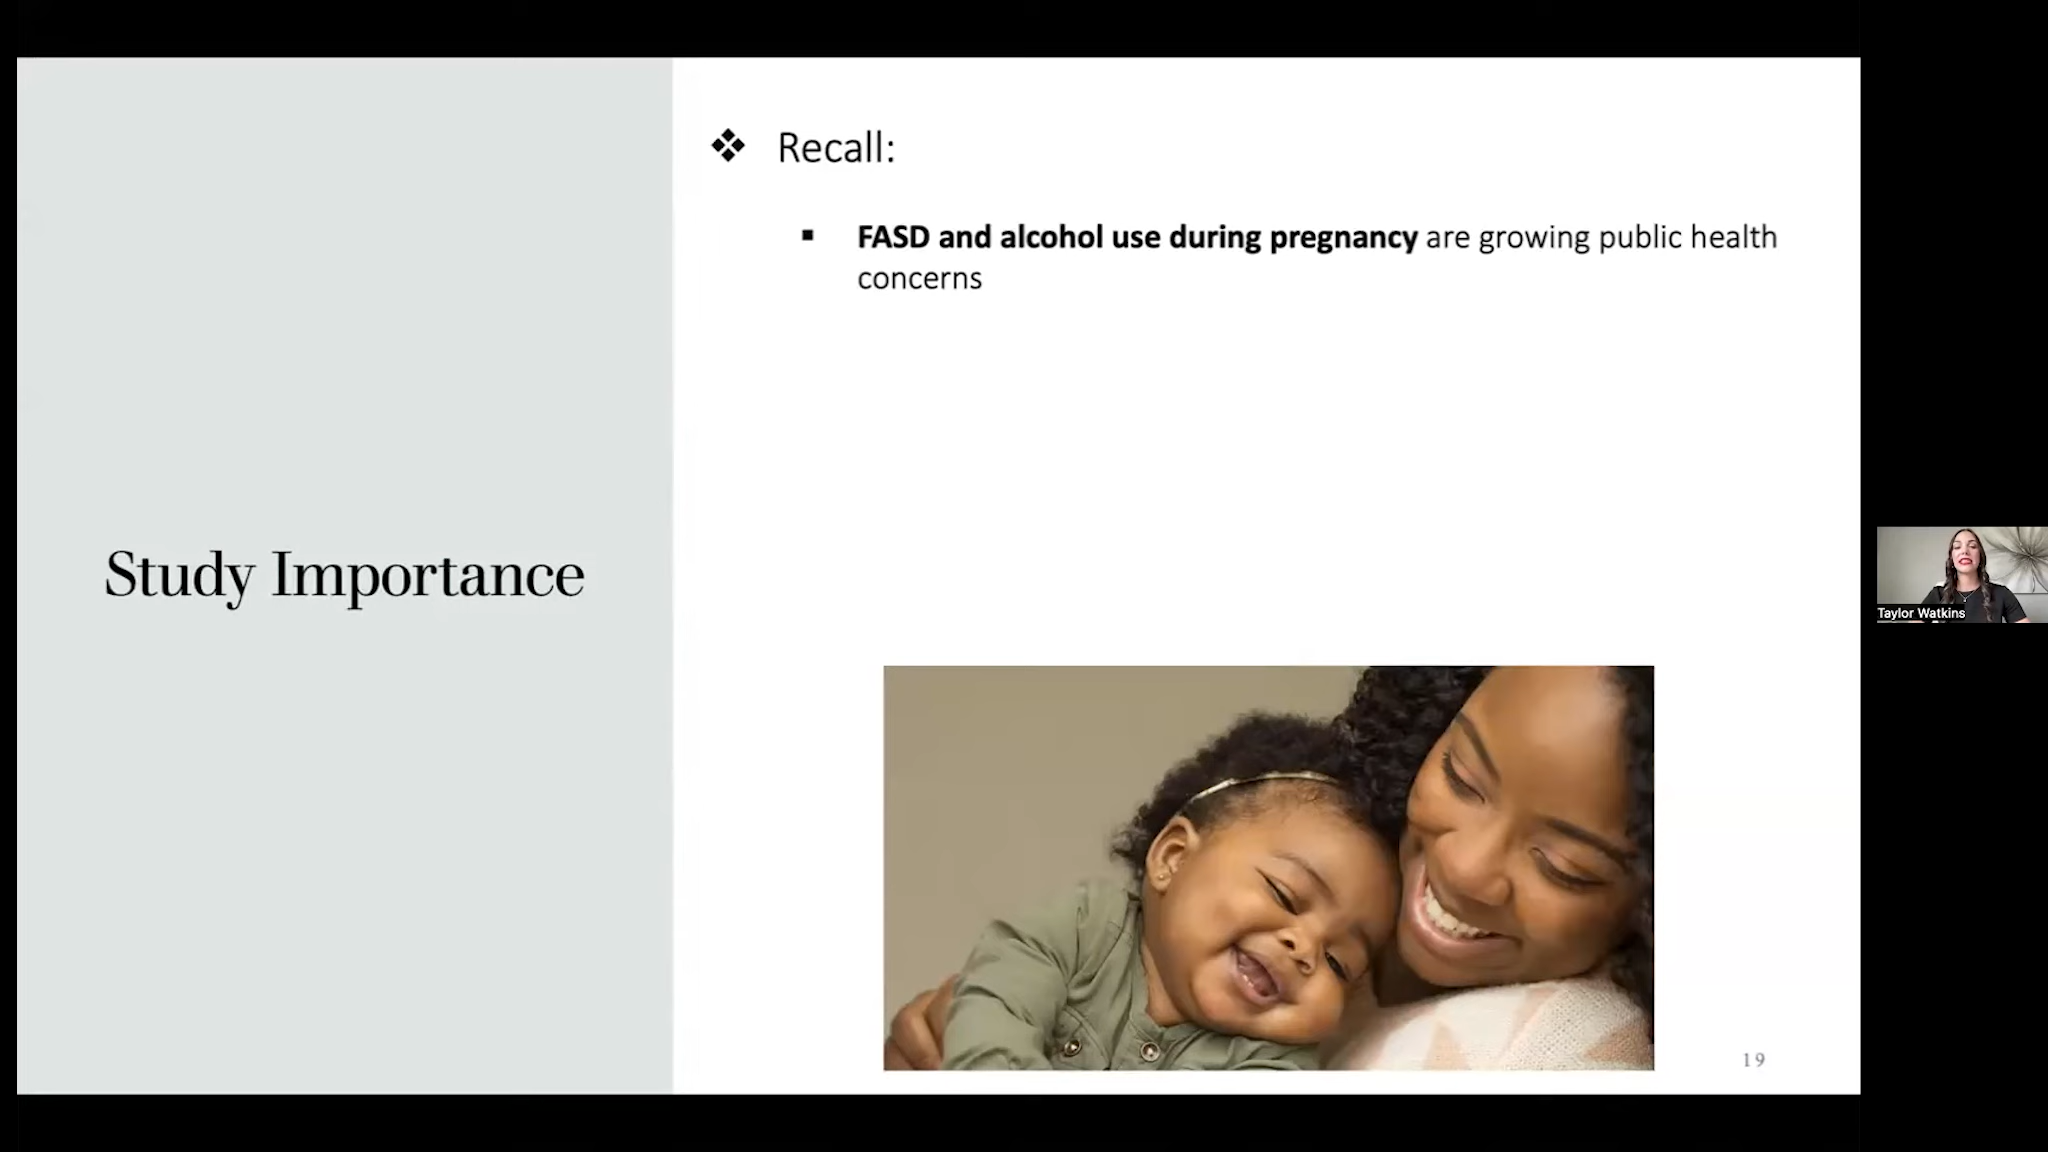 Study Importance
Recall:
FASD and alcohol use during pregnancy are growing public health
concerns
19
Taylor Watkins